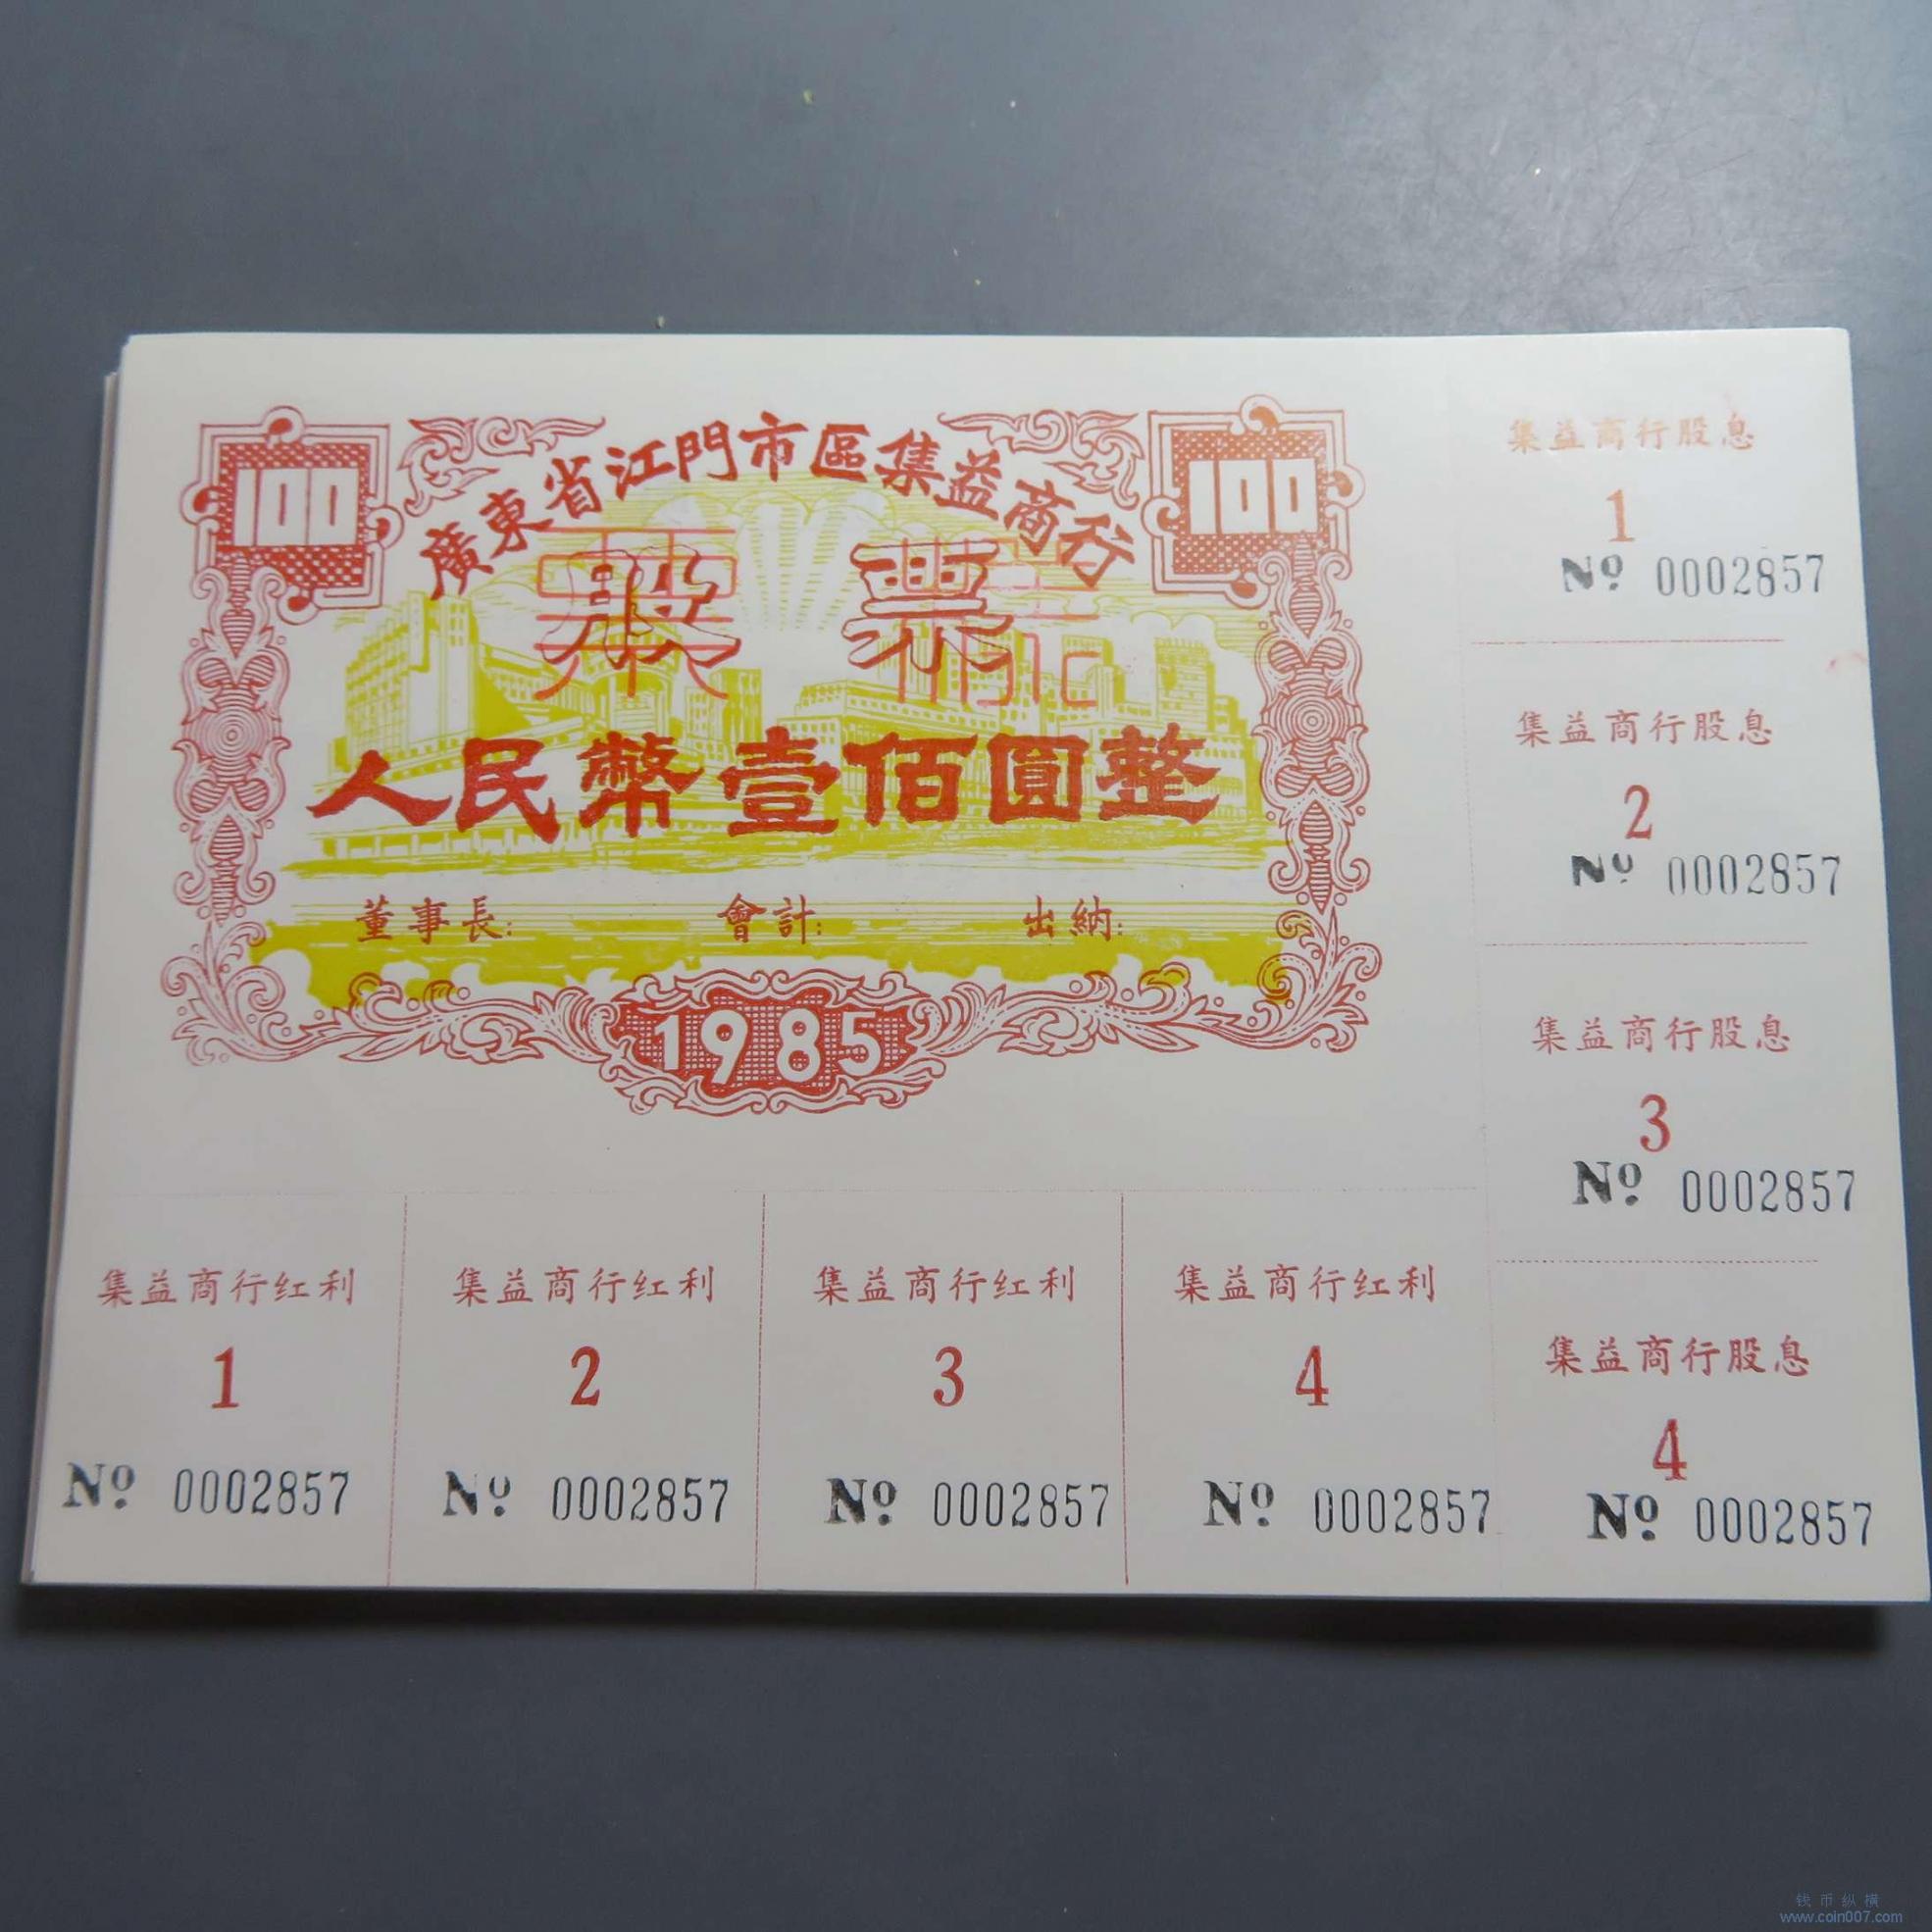 廣東省江門市區集益商行
100
100
股票
人民幣壹佰圓整
董事長: 會計: 出納:
1985
集益商行股息
1
Nº 0002857
集益商行股息
2
Nº 0002857
集益商行股息
3
Nº 0002857
集益商行股息
4
Nº 0002857
集益商行红利
1
Nº 0002857
集益商行红利
2
Nº 0002857
集益商行红利
3
Nº 0002857
集益商行红利
4
Nº 0002857
钱币纵横
www.coin007.com